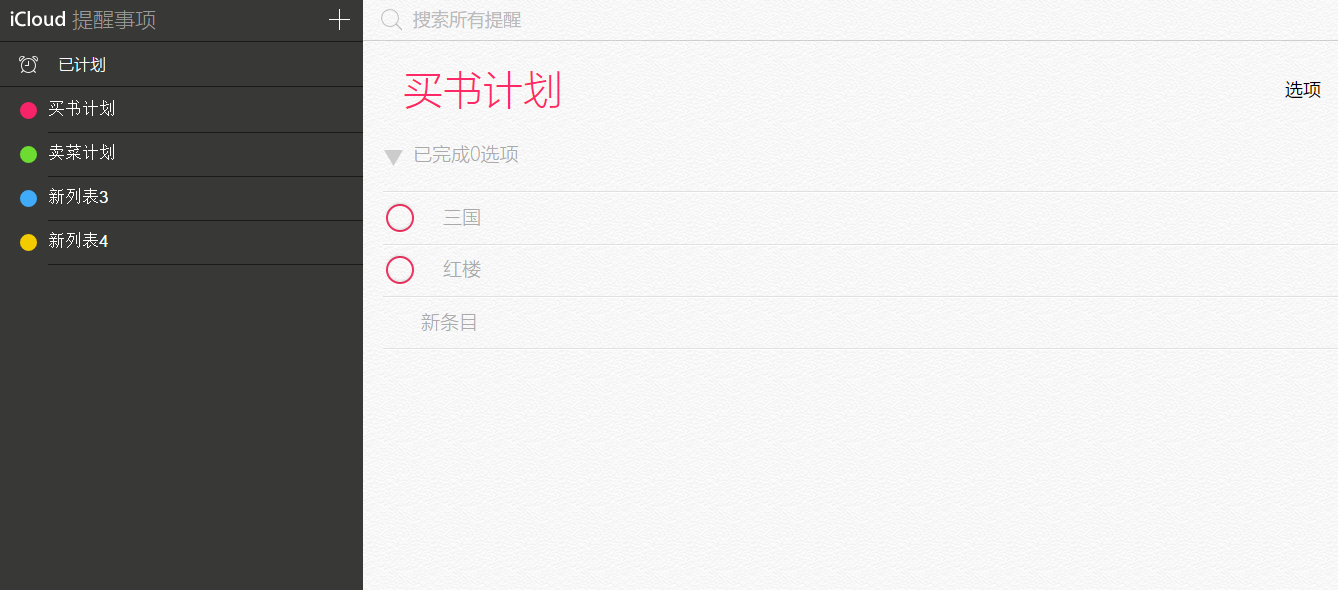 iCloud 提醒事项
已计划
买书计划
卖菜计划
新列表3
新列表4
搜索所有提醒
买书计划
选项
已完成0选项
三国
红楼
新条目